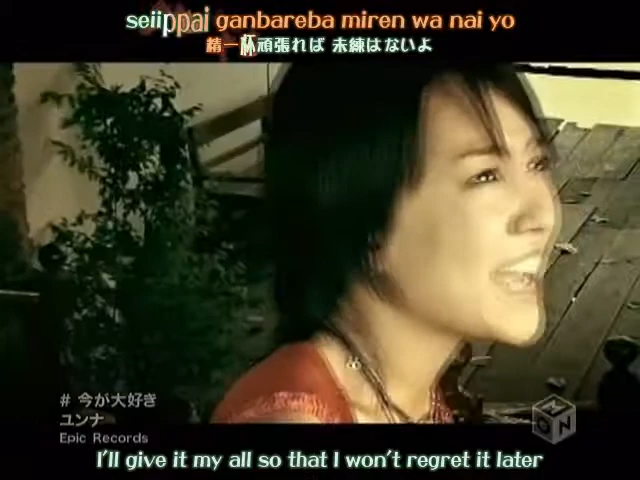 seiippai ganbareba miren wa nai yo
精一杯頑張れば 未練はないよ
# 今が大好き
ユンナ
Epic Records
ON
I'll give it my all so that I won't regret it later